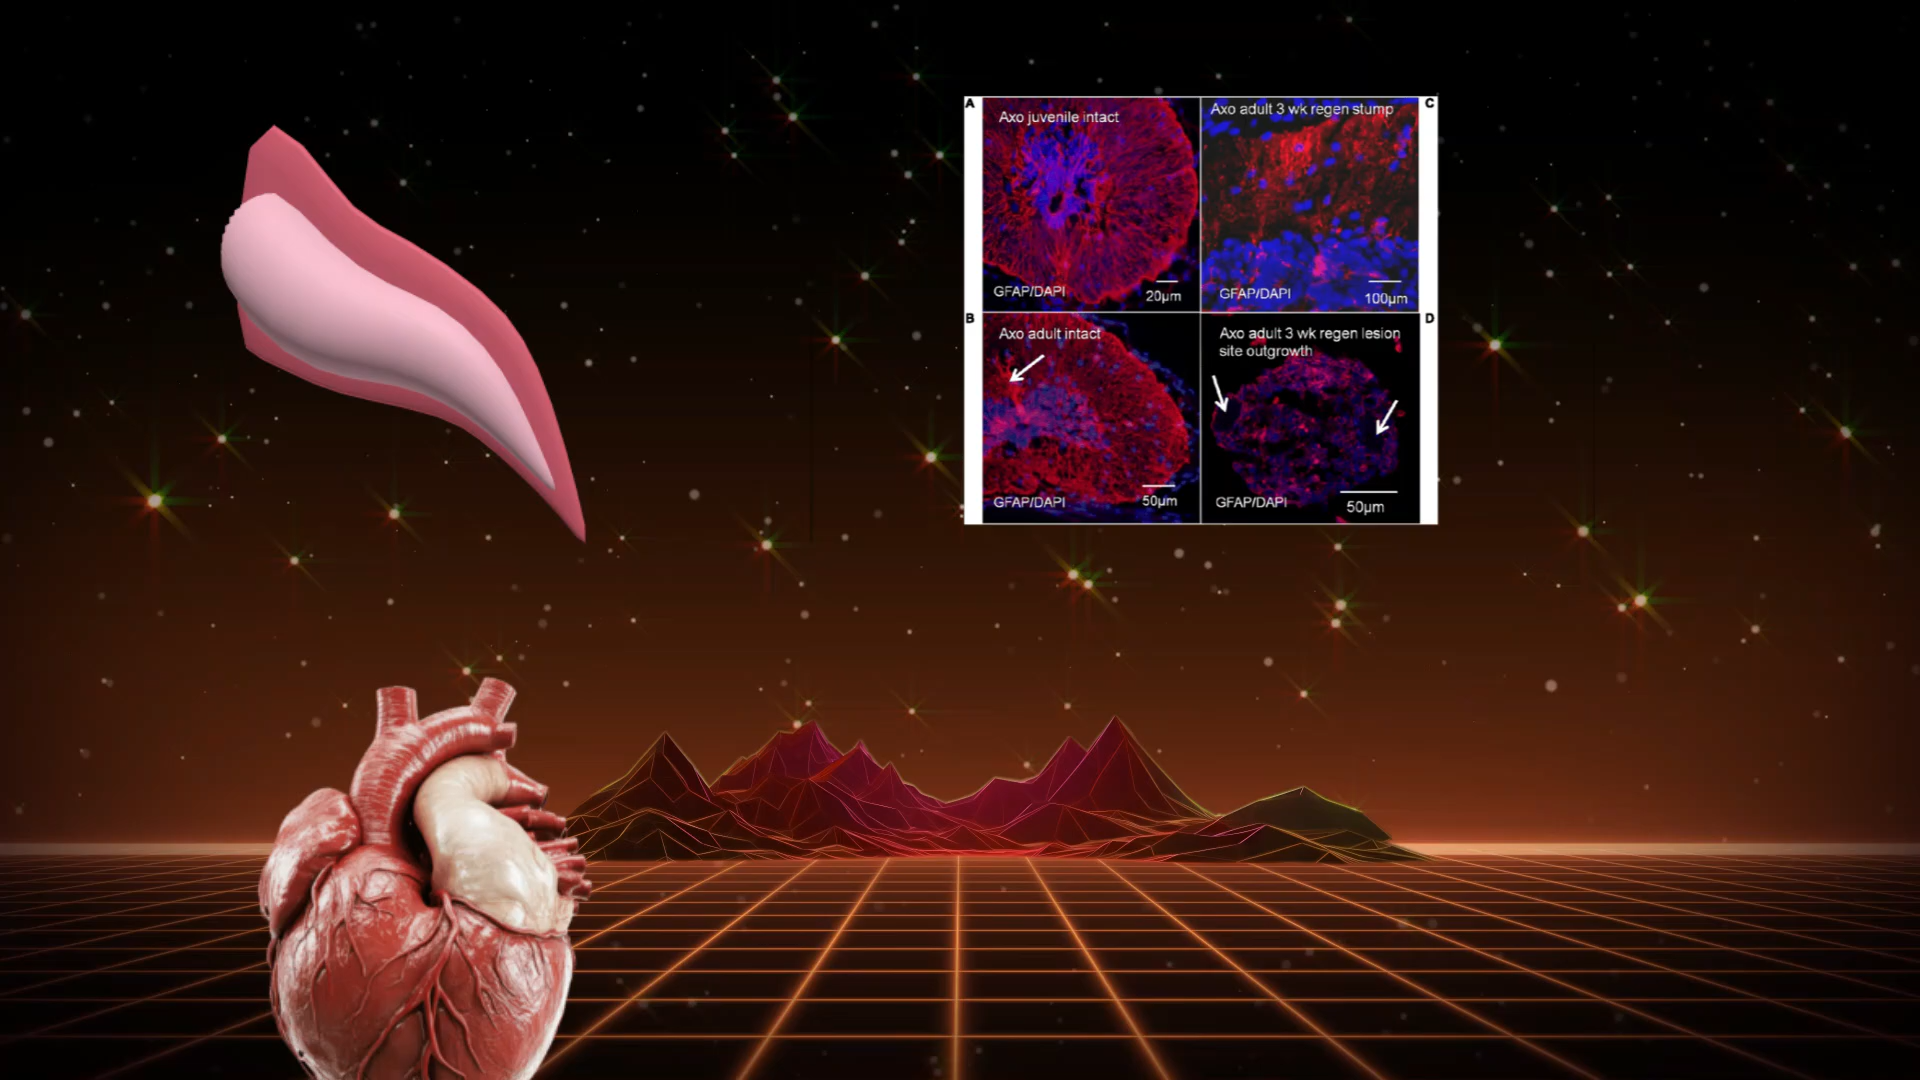 A
Axo juvenile intact
GFAP/DAPI
20µm
Axo adult 3 wk regen stump
C
GFAP/DAPI
100µm
B
Axo adult intact
GFAP/DAPI
50µm
Axo adult 3 wk regen lesion
site outgrowth
D
GFAP/DAPI
50µm